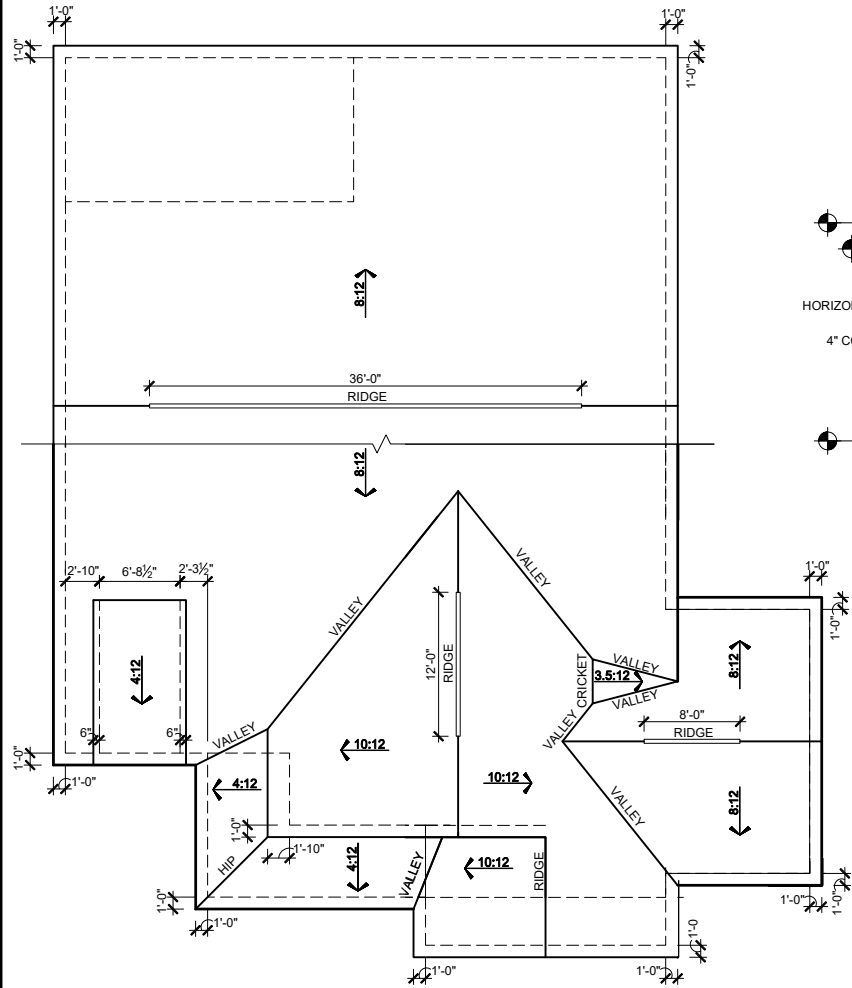 1'-0"
1'-0"
1'-0"
1'-0"
8:12
HORIZO
4" C
36'-0"
RIDGE
8:12
VALLEY
2'-10"
6'-8½"
2'-3½"
1'-0"
1'-0"
VALLEY
12'-0"
RIDGE
4:12
CRICKET
VALLEY
3.5:12
VALLEY
8:12
8'-0"
RIDGE
6"
6"
VALLEY
VALLEY
1'-0"
1'-0"
10:12
4:12
10:12
VALLEY
8:12
1'-0"
1'-10"
HIP
4:12
VALLEY
10:12
RIDGE
1'-0"
1'-0"
1'-0"
1'-0"
1'-0
1'-0"
1'-0"